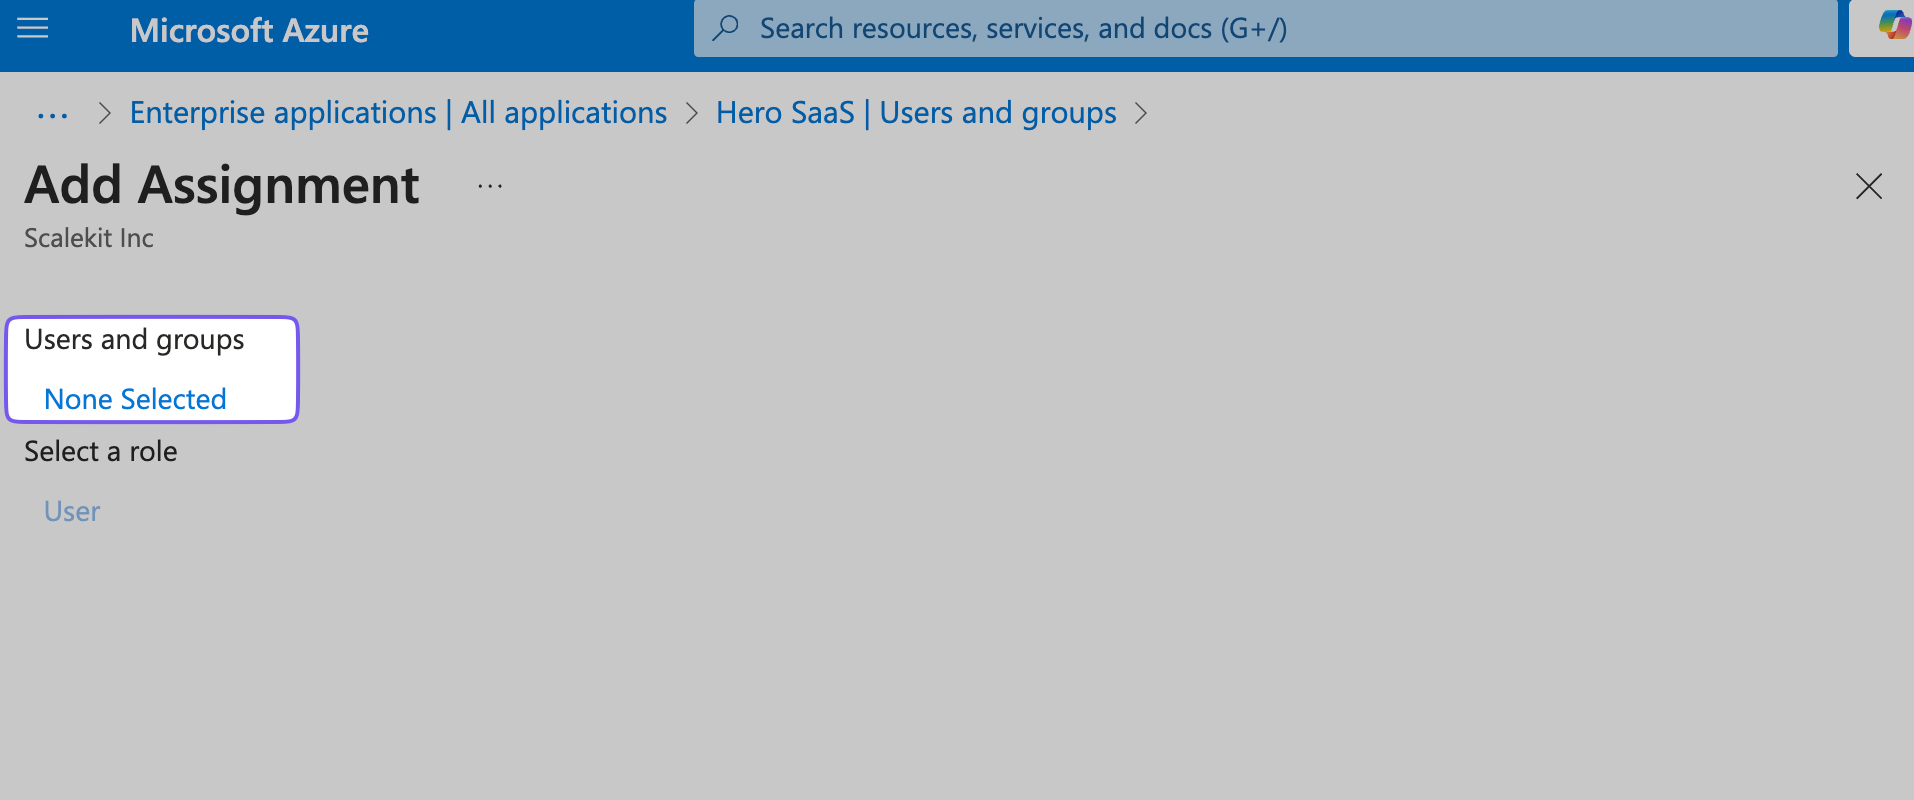 Microsoft Azure
Search resources, services, and docs (G+/)
... > Enterprise applications | All applications > Hero SaaS | Users and groups >
Add Assignment ...
Scalekit Inc
Users and groups
None Selected
Select a role
User